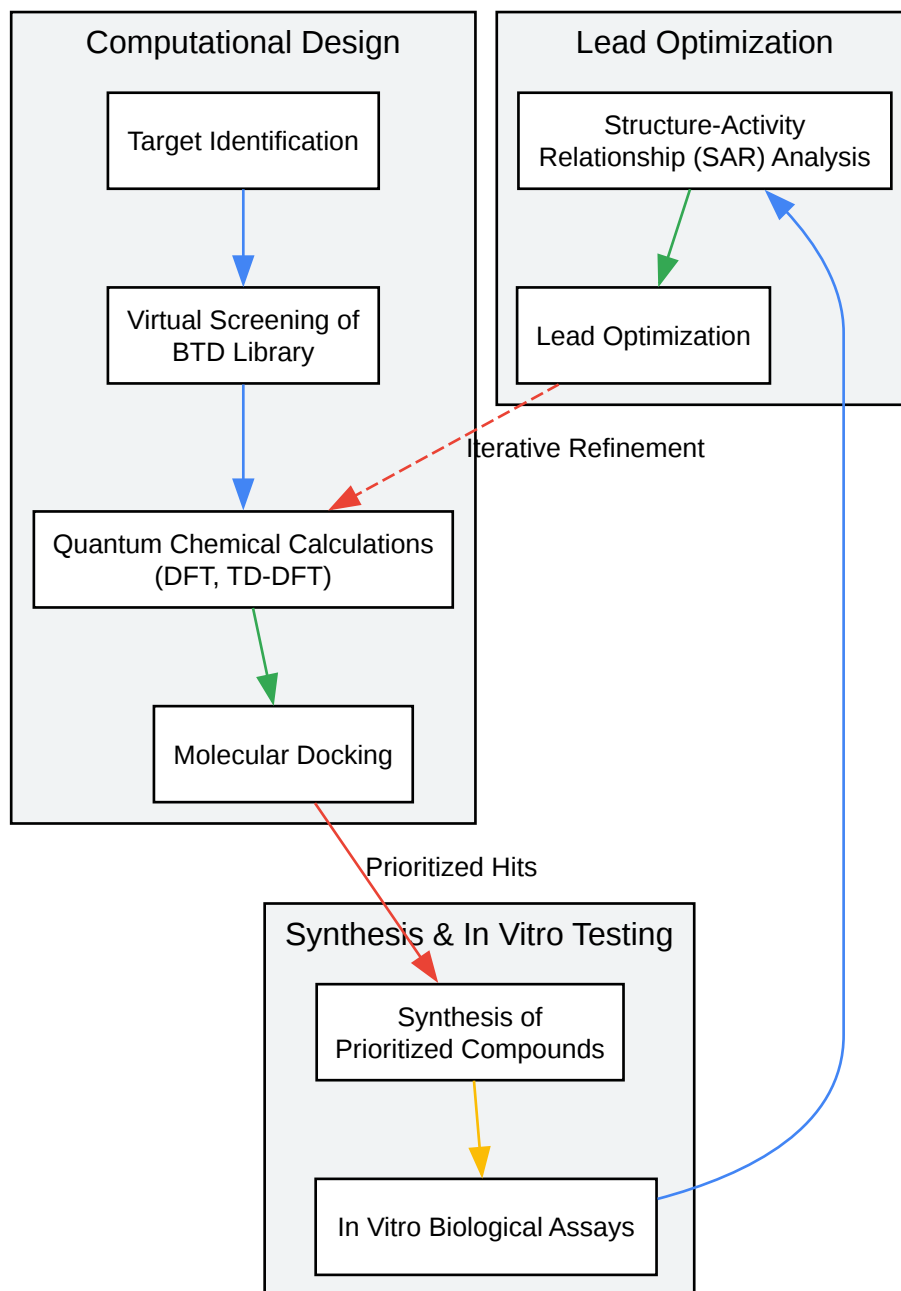 Computational Design
Target Identification
Virtual Screening of
BTD Library
Quantum Chemical Calculations
(DFT, TD-DFT)
Molecular Docking
Lead Optimization
Structure-Activity
Relationship (SAR) Analysis
Lead Optimization
Iterative Refinement
Prioritized Hits
Synthesis & In Vitro Testing
Synthesis of
Prioritized Compounds
In Vitro Biological Assays